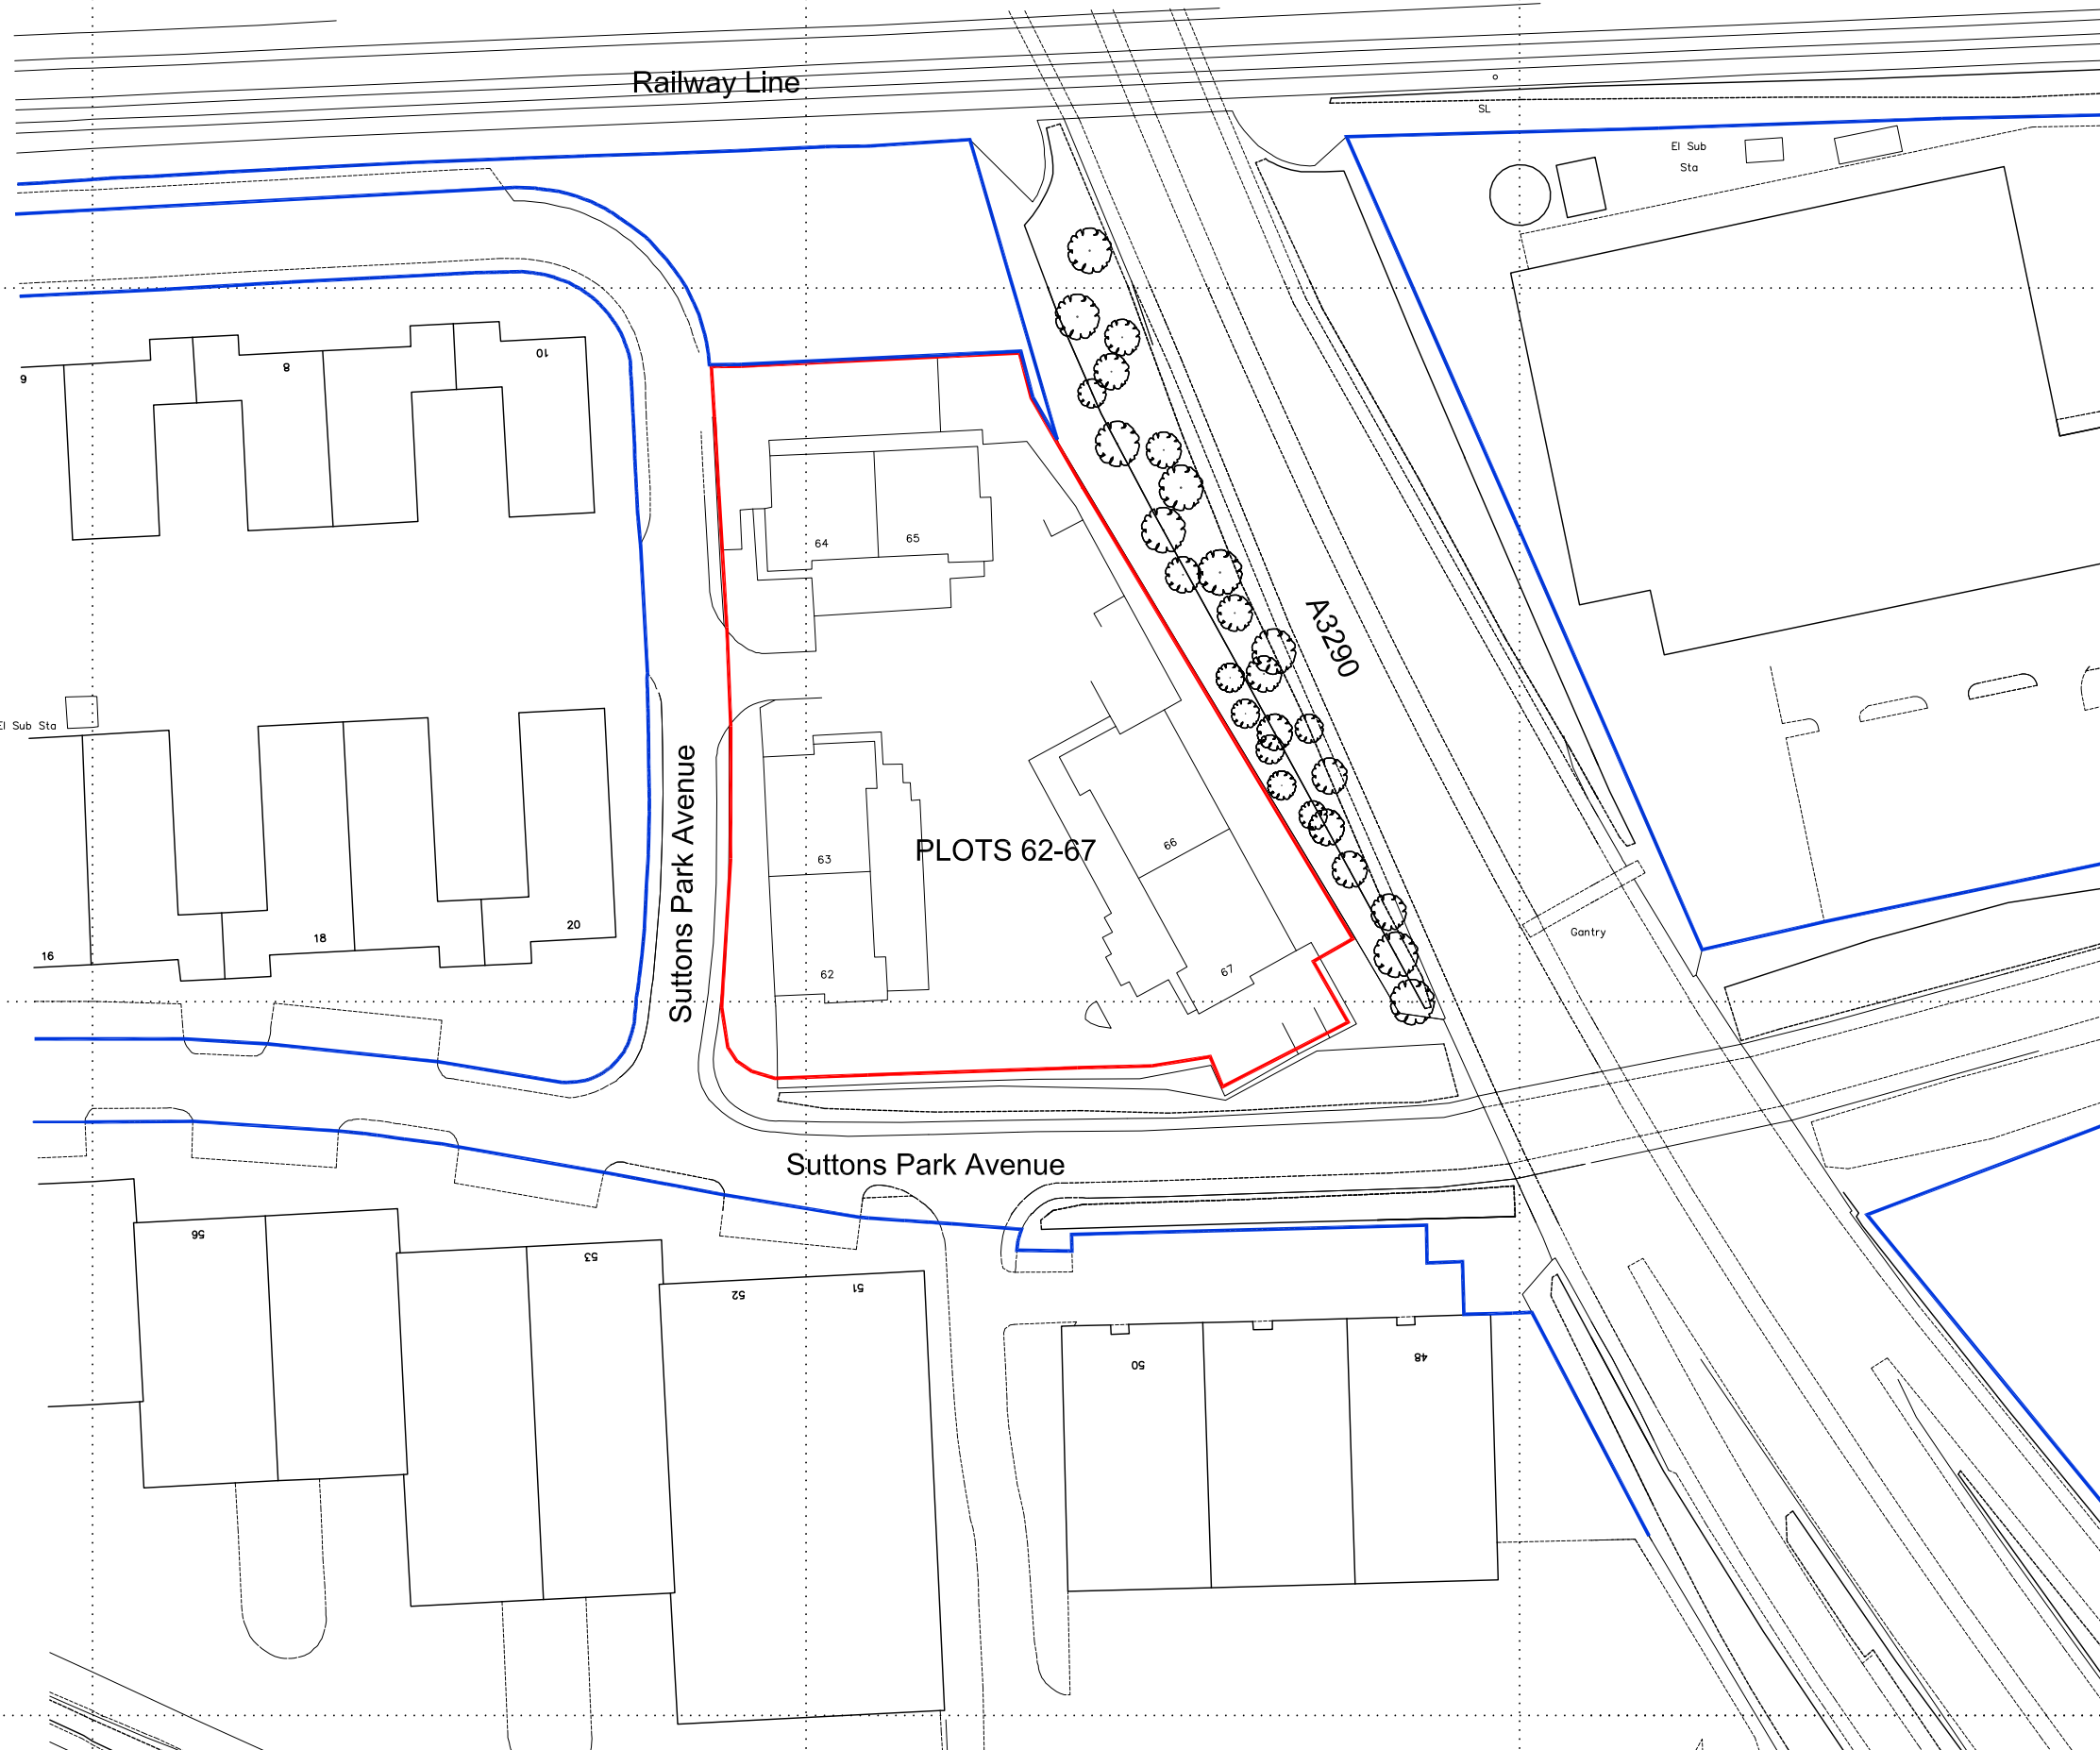 Railway Line
SL
El Sub
Sta
9
8
10
64
65
A3290
El Sub Sta
Suttons Park Avenue
63
PLOTS 62-67
66
16
18
20
62
67
Gantry
Suttons Park Avenue
56
53
52
51
50
48